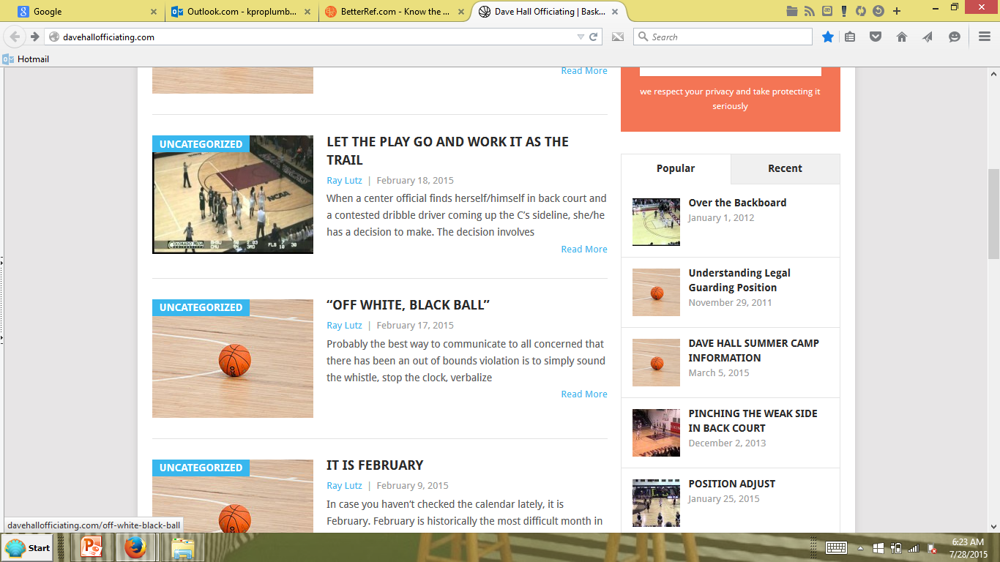 Google
Outlook.com - kproplumb...
BetterRef.com - Know the ...
Dave Hall Officiating | Bask...
davehallofficiating.com
Search
Hotmail
Read More
we respect your privacy and take protecting it
seriously
UNCATEGORIZED
LET THE PLAY GO AND WORK IT AS THE
TRAIL
Ray Lutz | February 18, 2015
When a center official finds herself/himself in back court and
a contested dribble driver coming up the C’s sideline, she/he
has a decision to make. The decision involves
Read More
NCAA
UNCATEGORIZED
“OFF WHITE, BLACK BALL”
Ray Lutz | February 17, 2015
Probably the best way to communicate to all concerned that
there has been an out of bounds violation is to simply sound
the whistle, stop the clock, verbalize
Read More
UNCATEGORIZED
IT IS FEBRUARY
Ray Lutz | February 9, 2015
In case you haven’t checked the calendar lately, it is
February. February is historically the most difficult month in
Popular
Recent
Over the Backboard
January 1, 2012
Understanding Legal
Guarding Position
November 29, 2011
DAVE HALL SUMMER CAMP
INFORMATION
March 5, 2015
PINCHING THE WEAK SIDE
IN BACK COURT
December 2, 2013
POSITION ADJUST
January 25, 2015
davehallofficiating.com/off-white-black-ball
Start
6:23 AM
7/28/2015